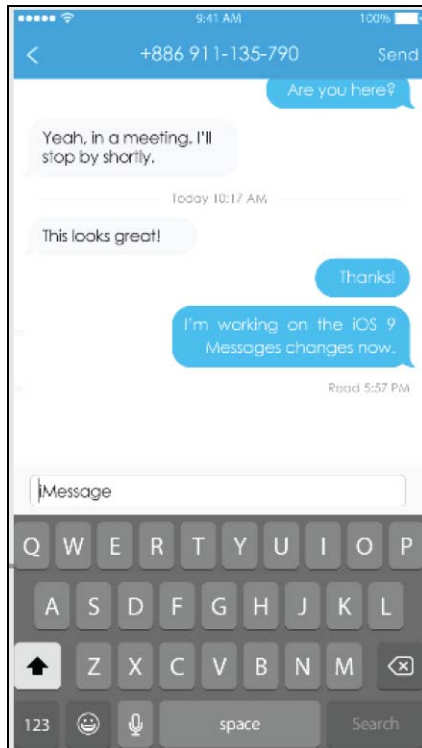 9:41 AM 100%
+886 911-135-790 Send
Are you here?
Yeah, in a meeting. I'll
stop by shortly.
Today 10:17 AM
This looks great!
Thanks!
I'm working on the iOS 9
Messages changes now.
Read 5:57 PM
iMessage
Q W E R T Y U I O P
A S D F G H J K L
Z X C V B N M
123 space Search